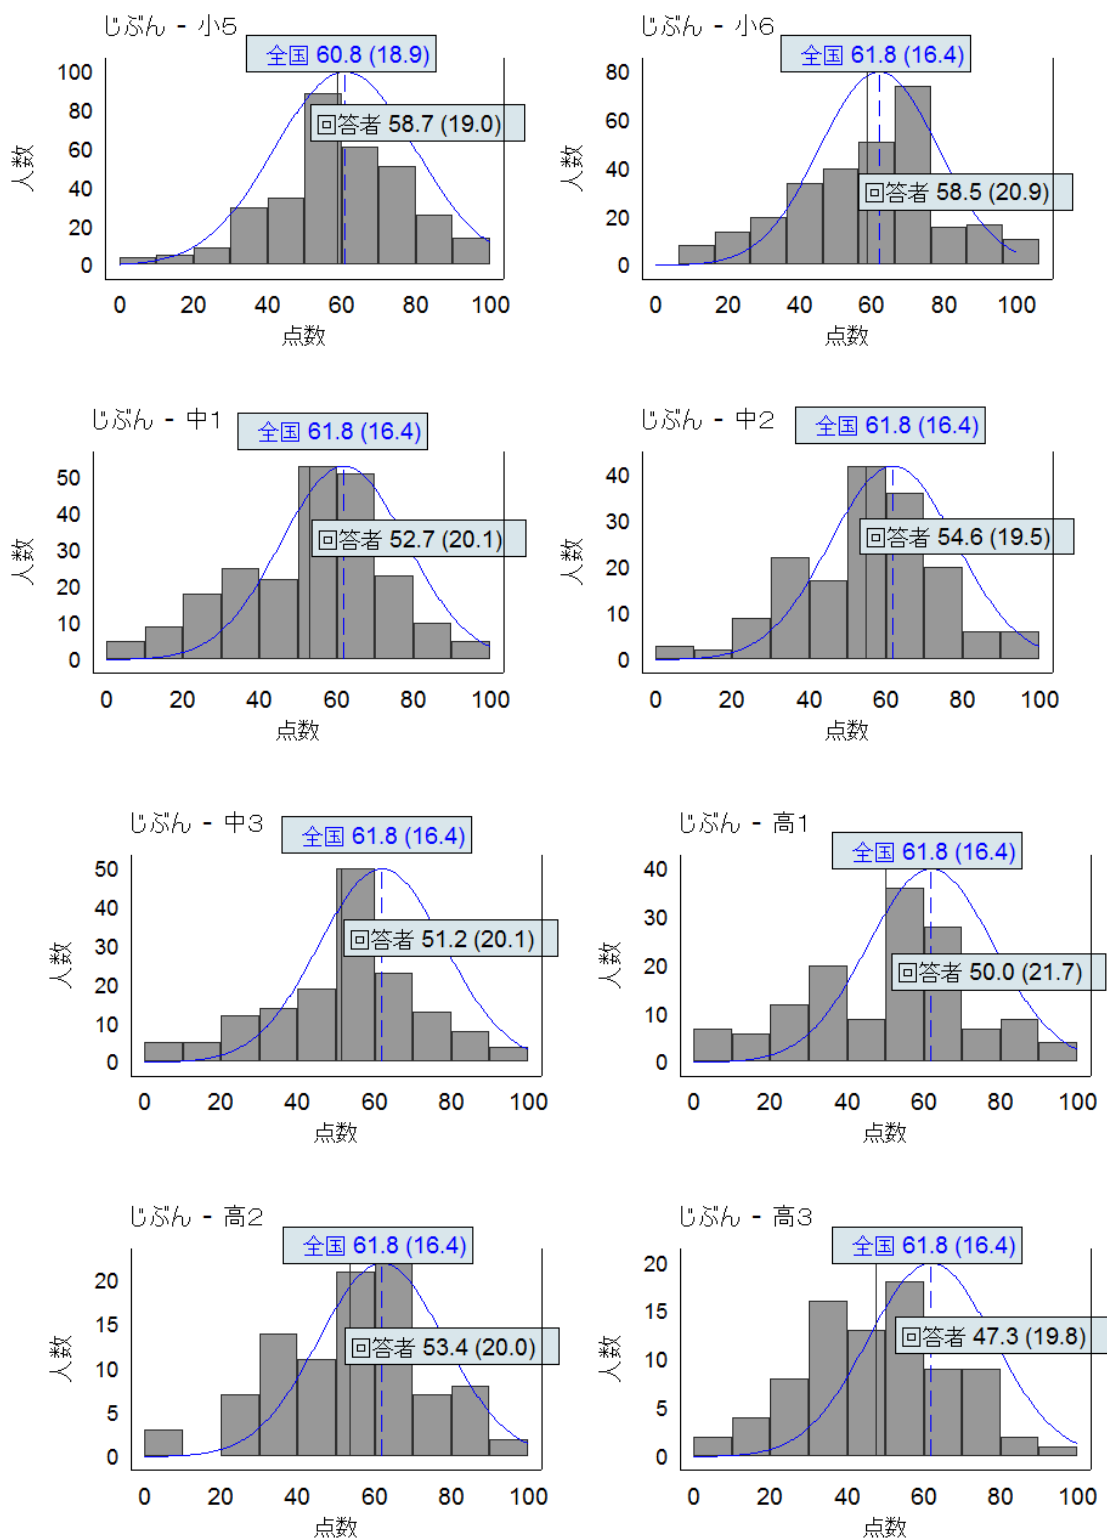 じぶん - 小5
全国 60.8 (18.9)
回答者 58.7 (19.0)
人数
100
80
60
40
20
0
0 20 40 60 80 100
点数
じぶん - 小6
全国 61.8 (16.4)
回答者 58.5 (20.9)
人数
80
60
40
20
0
0 20 40 60 80 100
点数
じぶん - 中1
全国 61.8 (16.4)
回答者 52.7 (20.1)
人数
50
40
30
20
10
0
0 20 40 60 80 100
点数
じぶん - 中2
全国 61.8 (16.4)
回答者 54.6 (19.5)
人数
40
30
20
10
0
0 20 40 60 80 100
点数
じぶん - 中3
全国 61.8 (16.4)
回答者 51.2 (20.1)
人数
50
40
30
20
10
0
0 20 40 60 80 100
点数
じぶん - 高1
全国 61.8 (16.4)
回答者 50.0 (21.7)
人数
40
30
20
10
0
0 20 40 60 80 100
点数
じぶん - 高2
全国 61.8 (16.4)
回答者 53.4 (20.0)
人数
20
15
10
5
0
0 20 40 60 80 100
点数
じぶん - 高3
全国 61.8 (16.4)
回答者 47.3 (19.8)
人数
20
15
10
5
0
0 20 40 60 80 100
点数